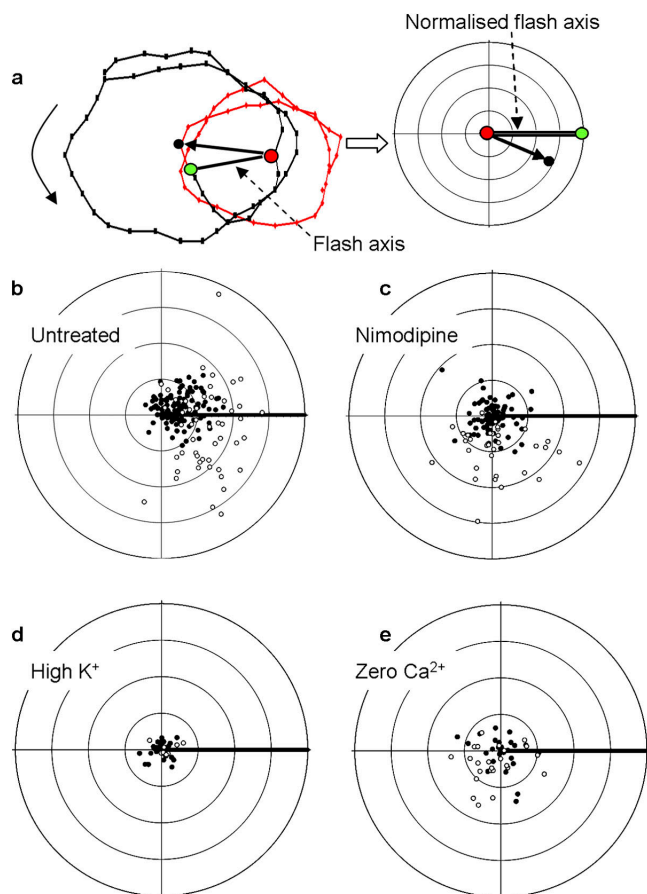 a
Normalised flash axis
Flash axis
b
Untreated
c
Nimodipine
d
High K⁺
e
Zero Ca²⁺